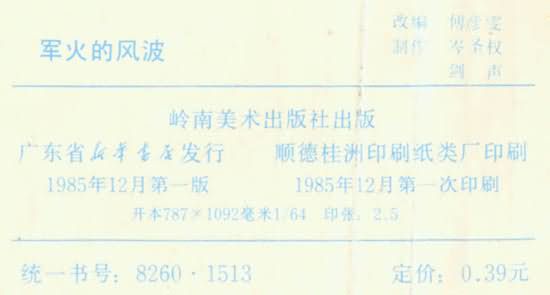 军火的风波
改编 傅彦雯
制作 岑圣权
剑声
岭南美术出版社出版
广东省新华书店发行 顺德桂洲印刷纸类厂印刷
1985年12月第一版 1985年12月第一次印刷
开本787×1092毫米1/64 印张：2.5
统一书号：8260·1513 定价：0.39元